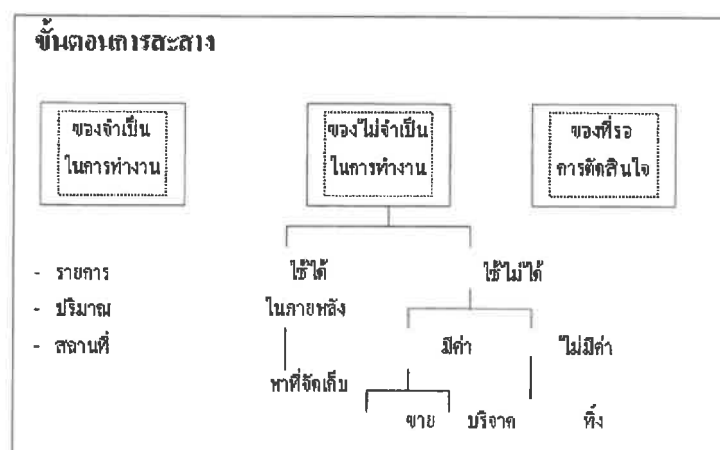 ขั้นตอนการสะสาง
ของจำเป็น
ในการทำงาน
ของไม่จำเป็น
ในการทำงาน
ของที่รอ
การตัดสินใจ
- รายการ
- ปริมาณ
- สถานที่
ใช้ได้
ในภายหลัง
ใช้ไม่ได้
หาที่จัดเก็บ
มีค่า
ไม่มีค่า
ขาย
บริจาค
ทิ้ง